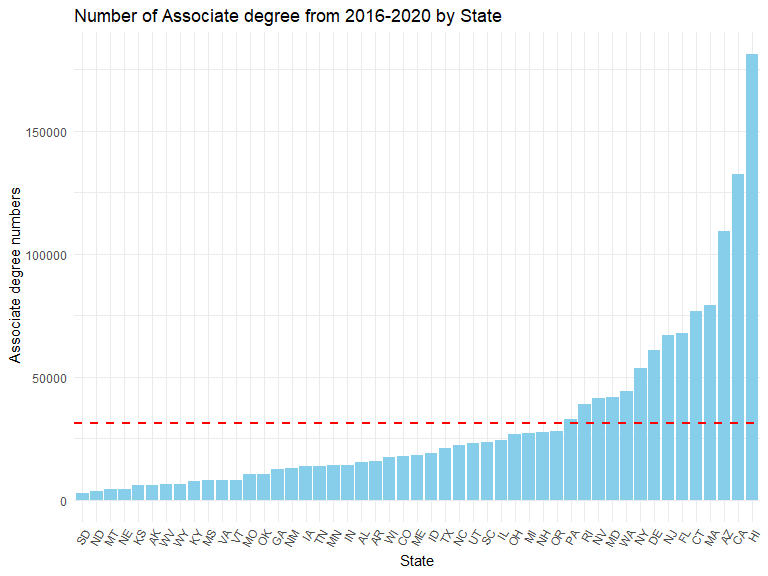 Number of Associate degree from 2016-2020 by State
Associate degree numbers
150000
100000
50000
0
SD ND MT NE KS AK WV WY KY MS VA VT MO OK GA NM IA TN MN IN AL AR WI CO ME ID TX NC UT SC IL OH MI NH OR PA RI NV MD WA NY DE NJ FL CT MA AZ CA HI
State